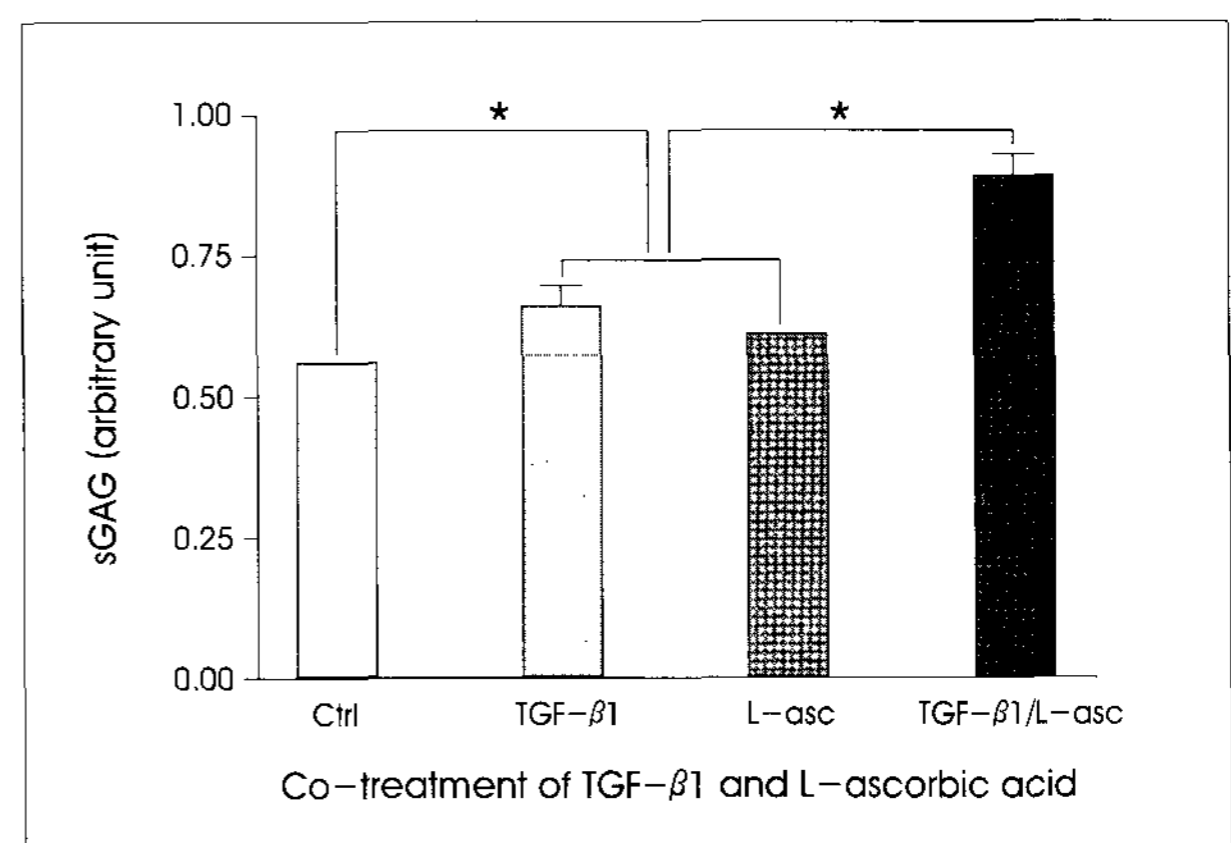 * *
1.00
0.75
0.50
0.25
0.00
sGAG (arbitrary unit)
Ctrl TGF-β1 L-asc TGF-β1/L-asc
Co-treatment of TGF-β1 and L-ascorbic acid